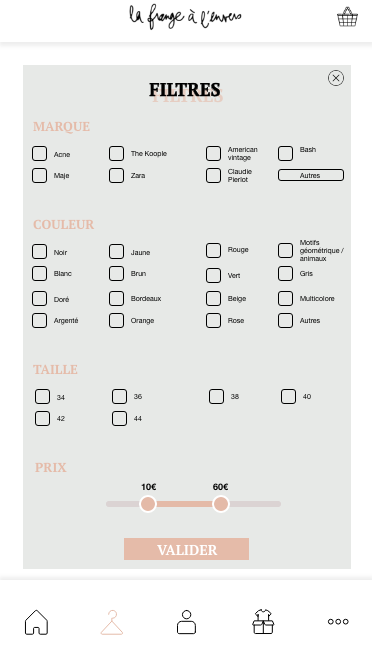 la frange à l'envers
FILTRES
MARQUE
Acne
The Koople
American
vintage
Bash
Maje
Zara
Claudie
Pierlot
Autres
COULEUR
Noir
Jaune
Rouge
Motifs
géométrique /
animaux
Blanc
Brun
Vert
Gris
Doré
Bordeaux
Beige
Multicolore
Argenté
Orange
Rose
Autres
TAILLE
34
36
38
40
42
44
PRIX
10€
60€
VALIDER